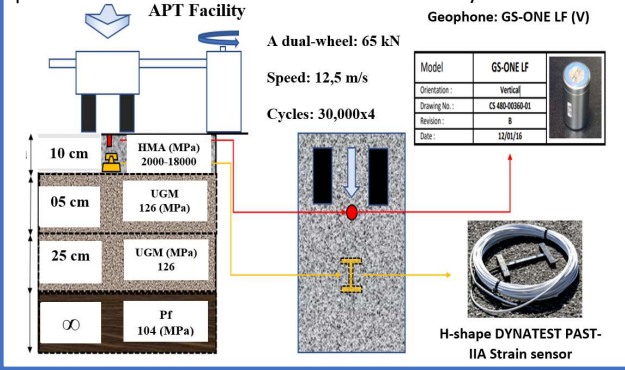 APT Facility
Geophone: GS-ONE LF (V)
A dual-wheel: 65 kN
Speed: 12,5 m/s
Cycles: 30,000x4
Model GS-ONE LF
Orientation : Vertical
Drawing No. : CS 480-00360-01
Revision : B
Date : 12/01/16
10 cm
HMA (MPa)
2000-18000
05 cm
UGM
126 (MPa)
25 cm
UGM (MPa)
126
∞
Pf
104 (MPa)
H-shape DYNATEST PAST-
IIA Strain sensor